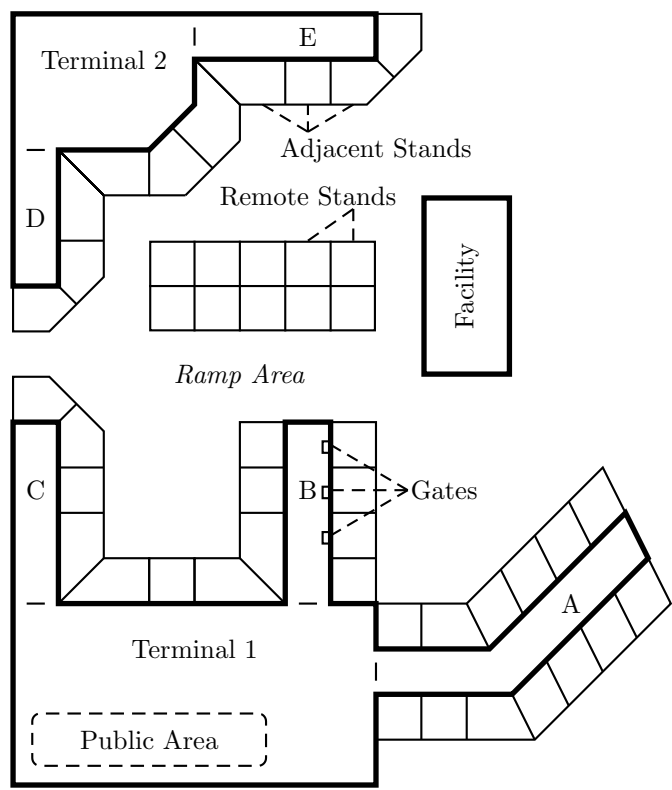 E
Terminal 2
Adjacent Stands
Remote Stands
D
Facility
Ramp Area
C
B
Gates
A
Terminal 1
Public Area